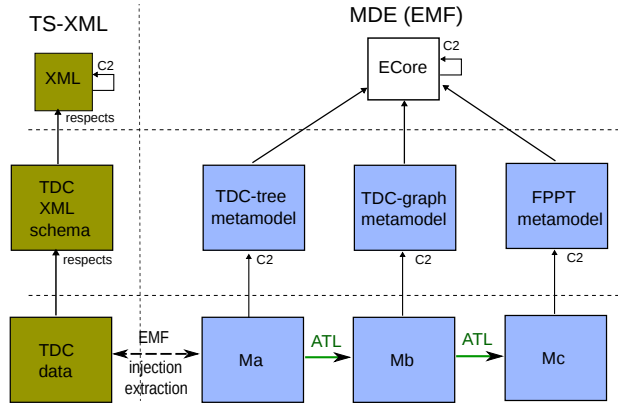 TS-XML
MDE (EMF)
C2
XML
C2
ECore
respects
TDC
XML
schema
TDC-tree
metamodel
TDC-graph
metamodel
FPPT
metamodel
respects
C2
C2
C2
TDC
data
EMF
injection
extraction
Ma
ATL
Mb
ATL
Mc